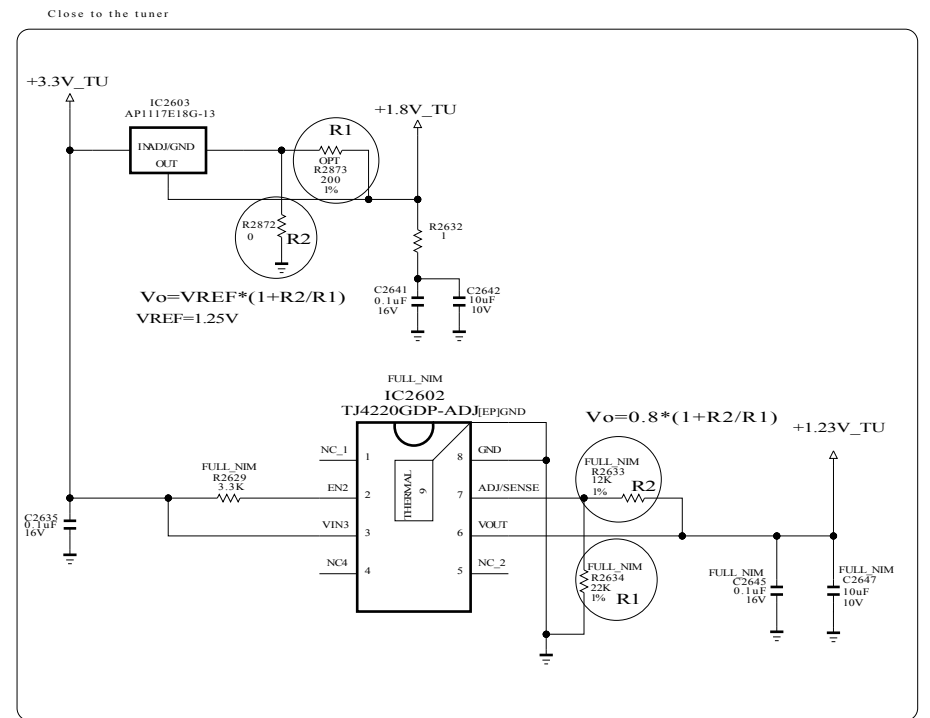 Close to the tuner
+3.3V_TU
IC2603
AP1117E18G-13
INADJ/GND
OUT
R1
OPT
R2873
200
1%
+1.8V_TU
R2872
0
R2
R2632
1
C2641
0.1uF
16V
C2642
10uF
10V
Vo=VREF*(1+R2/R1)
VREF=1.25V
FULL_NIM
IC2602
TJ4220GDP-ADJ[EP]GND
Vo=0.8*(1+R2/R1)
+1.23V_TU
NC_1
1
8
GND
FULL_NIM
R2629
3.3K
EN2
2
7
ADJ/SENSE
VIN3
3
6
VOUT
NC4
4
5
NC_2
THERMAL
9
FULL_NIM
R2633
12K
1%
R2
FULL_NIM
R2634
22K
1%
R1
C2635
0.1uF
16V
FULL_NIM
C2645
0.1uF
16V
FULL_NIM
C2647
10uF
10V